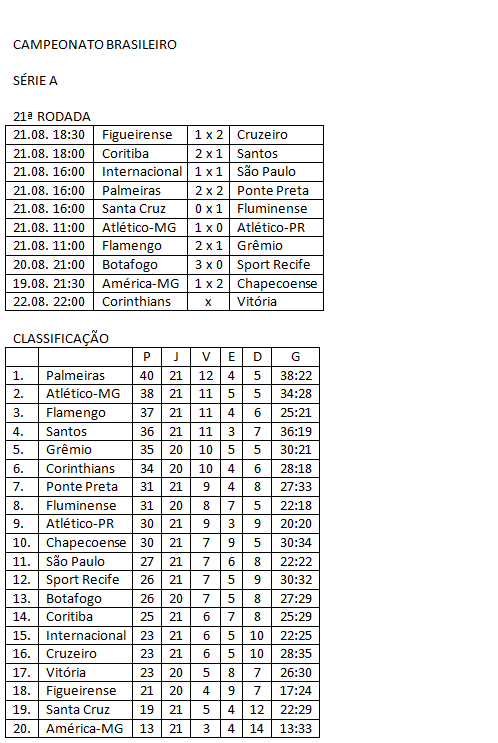 CAMPEONATO BRASILEIRO
SÉRIE A
21ª RODADA
21.08. 18:30 Figueirense 1 x 2 Cruzeiro
21.08. 18:00 Coritiba 2 x 1 Santos
21.08. 16:00 Internacional 1 x 1 São Paulo
21.08. 16:00 Palmeiras 2 x 2 Ponte Preta
21.08. 16:00 Santa Cruz 0 x 1 Fluminense
21.08. 11:00 Atlético-MG 1 x 0 Atlético-PR
21.08. 11:00 Flamengo 2 x 1 Grêmio
20.08. 21:00 Botafogo 3 x 0 Sport Recife
19.08. 21:30 América-MG 1 x 2 Chapecoense
22.08. 22:00 Corinthians x Vitória
CLASSIFICAÇÃO
P J V E D G
1. Palmeiras 40 21 12 4 5 38:22
2. Atlético-MG 38 21 11 5 5 34:28
3. Flamengo 37 21 11 4 6 25:21
4. Santos 36 21 11 3 7 36:19
5. Grêmio 35 20 10 5 5 30:21
6. Corinthians 34 20 10 4 6 28:18
7. Ponte Preta 31 21 9 4 8 27:33
8. Fluminense 31 20 8 7 5 22:18
9. Atlético-PR 30 21 9 3 9 20:20
10. Chapecoense 30 21 7 9 5 30:34
11. São Paulo 27 21 7 6 8 22:22
12. Sport Recife 26 21 7 5 9 30:32
13. Botafogo 26 20 7 5 8 27:29
14. Coritiba 25 21 6 7 8 25:29
15. Internacional 23 21 6 5 10 22:25
16. Cruzeiro 23 21 6 5 10 28:35
17. Vitória 23 20 5 8 7 26:30
18. Figueirense 21 20 4 9 7 17:24
19. Santa Cruz 19 21 5 4 12 22:29
20. América-MG 13 21 3 4 14 13:33